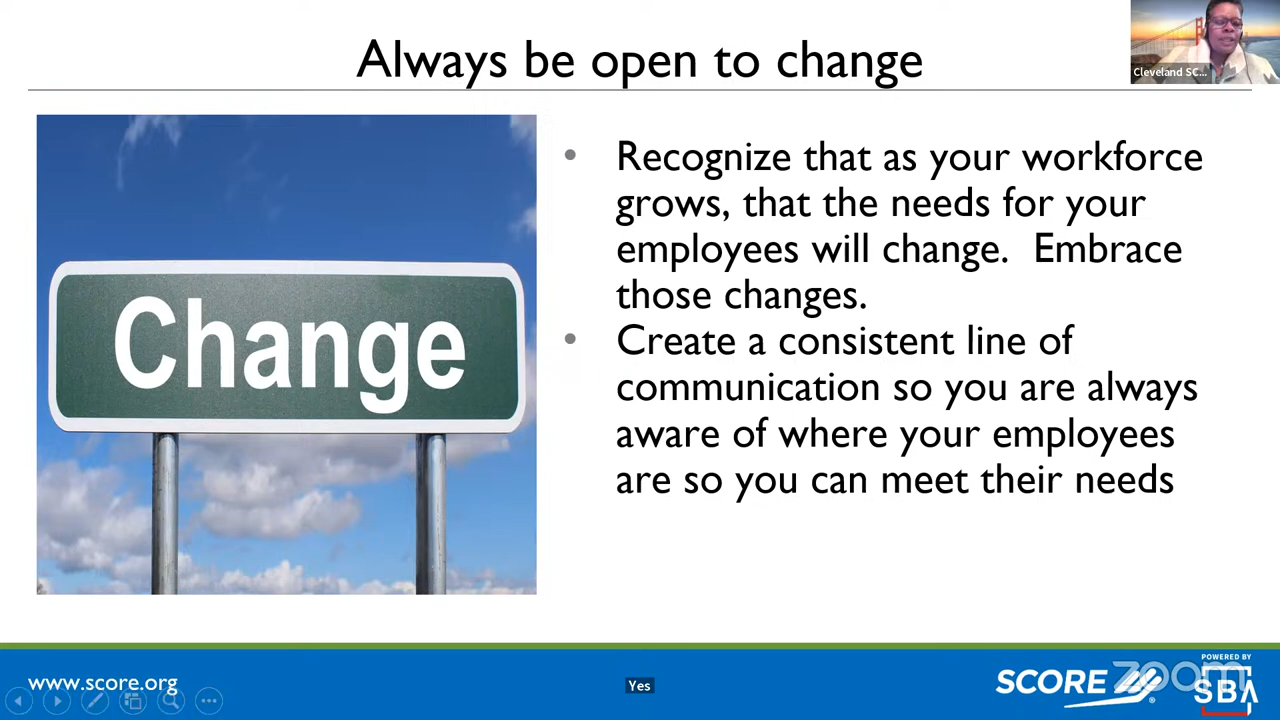 Always be open to change
Cleveland SC...
Change
• Recognize that as your workforce
grows, that the needs for your
employees will change.  Embrace
those changes.
• Create a consistent line of
communication so you are always
aware of where your employees
are so you can meet their needs
www.score.org
Yes
SCORE
®
zoom
POWERED BY
SBA